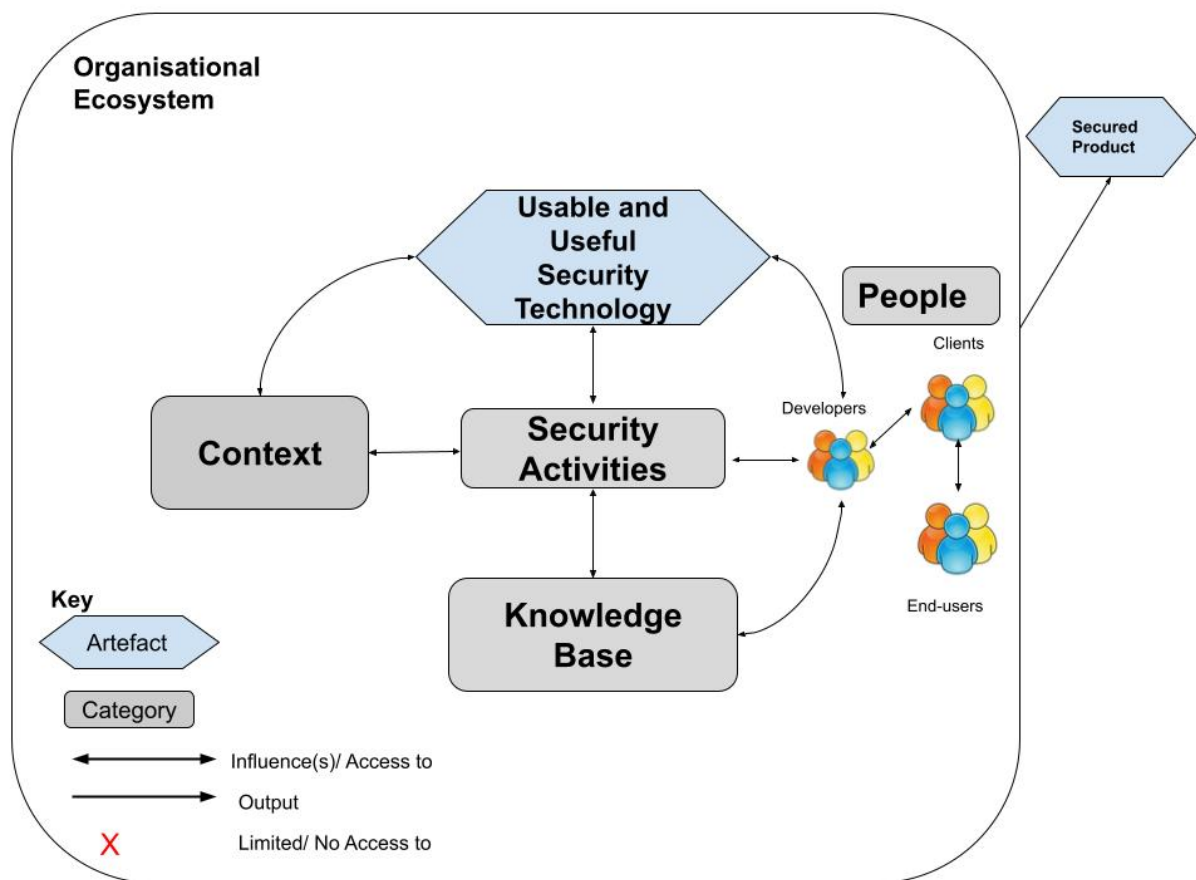 Organisational
Ecosystem
Secured
Product
Usable and
Useful
Security
Technology
People
Clients
Developers
Context
Security
Activities
End-users
Knowledge
Base
Key
Artefact
Category
Influence(s)/ Access to
Output
X
Limited/ No Access to